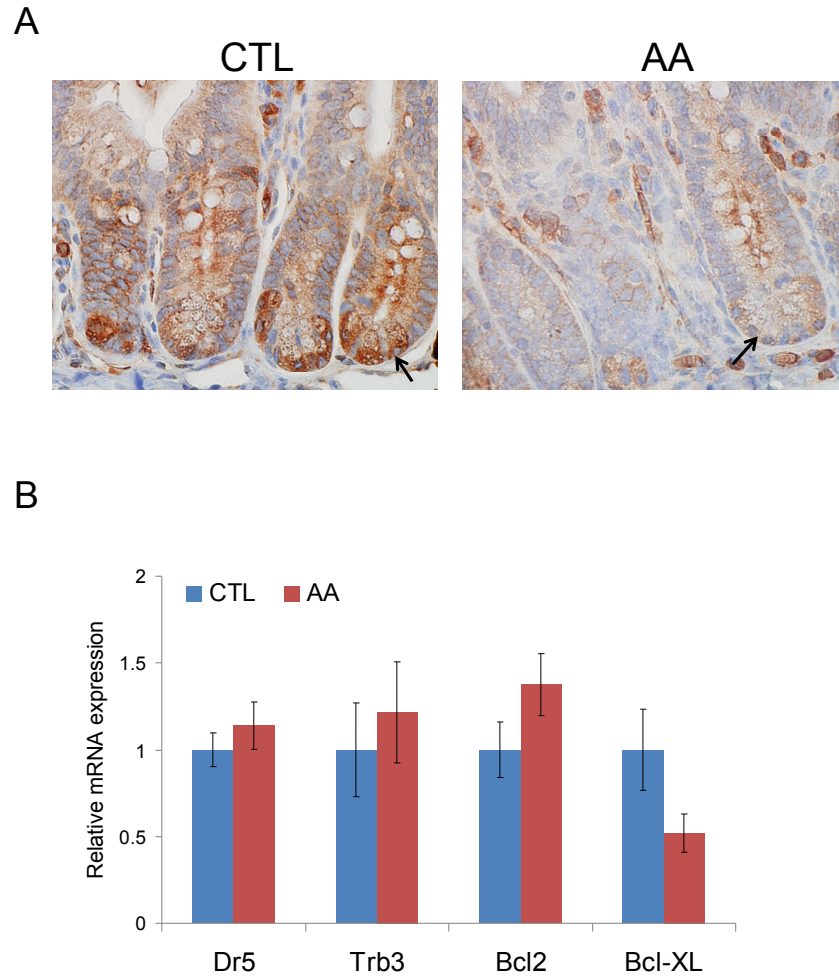 A
CTL
AA
B
Relative mRNA expression
2
1.5
1
0.5
0
CTL
AA
Dr5
Trb3
Bcl2
Bcl-XL